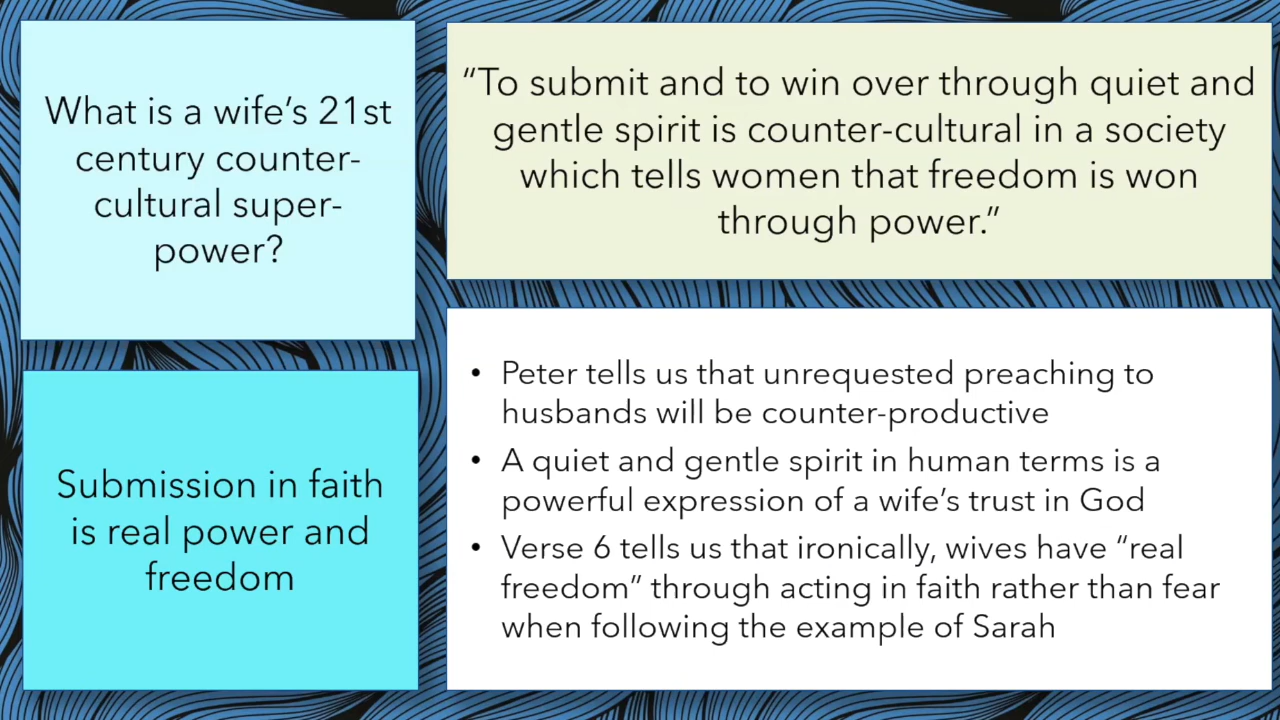 What is a wife’s 21st
century counter-
cultural super-
power?
“To submit and to win over through quiet and
gentle spirit is counter-cultural in a society
which tells women that freedom is won
through power.”
Submission in faith
is real power and
freedom
• Peter tells us that unrequested preaching to
husbands will be counter-productive
• A quiet and gentle spirit in human terms is a
powerful expression of a wife’s trust in God
• Verse 6 tells us that ironically, wives have “real
freedom” through acting in faith rather than fear
when following the example of Sarah